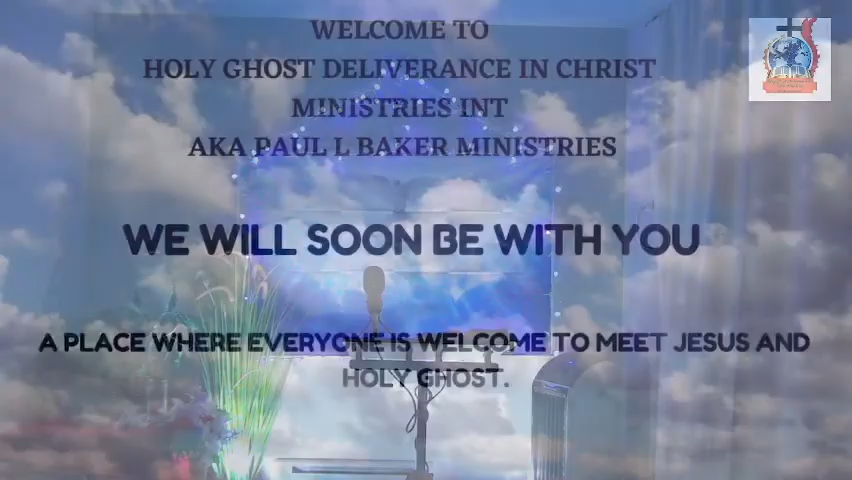 WELCOME TO
HOLY GHOST DELIVERANCE IN CHRIST
MINISTRIES INT
AKA PAUL L BAKER MINISTRIES
WE WILL SOON BE WITH YOU
A PLACE WHERE EVERYONE IS WELCOME TO MEET JESUS AND
HOLY GHOST.